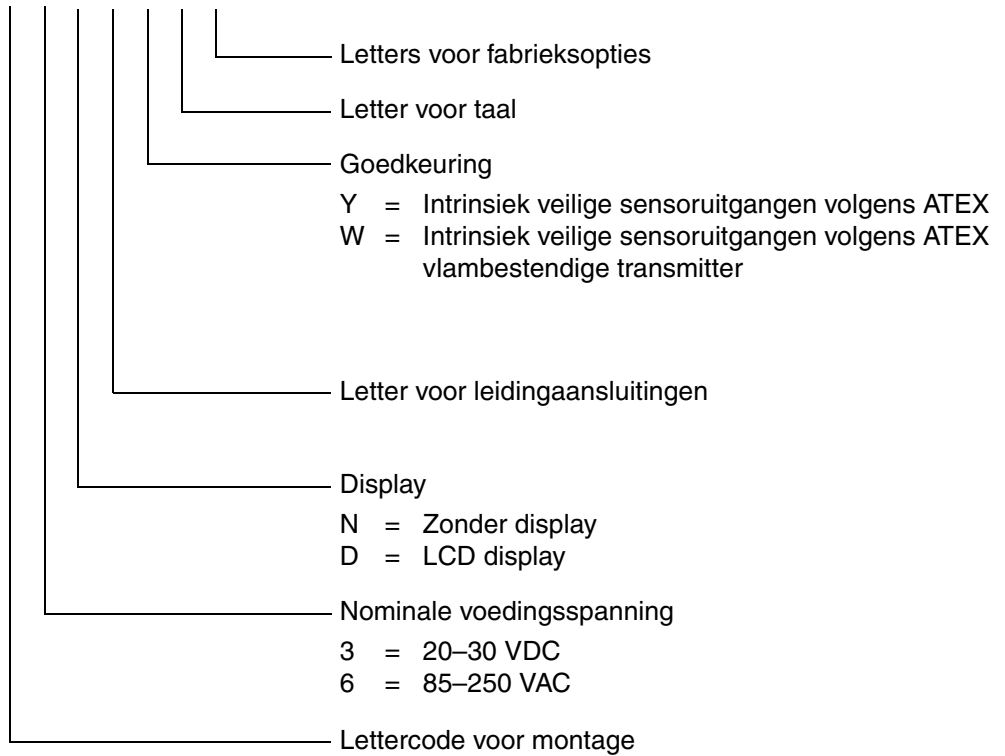 Letters voor fabrieksopties
Letter voor taal
Goedkeuring
Y = Intrinsiek veilige sensoruitgangen volgens ATEX
W = Intrinsiek veilige sensoruitgangen volgens ATEX
vlambestendige transmitter
Letter voor leidingaansluitingen
Display
N = Zonder display
D = LCD display
Nominale voedingsspanning
3 = 20–30 VDC
6 = 85–250 VAC
Lettercode voor montage